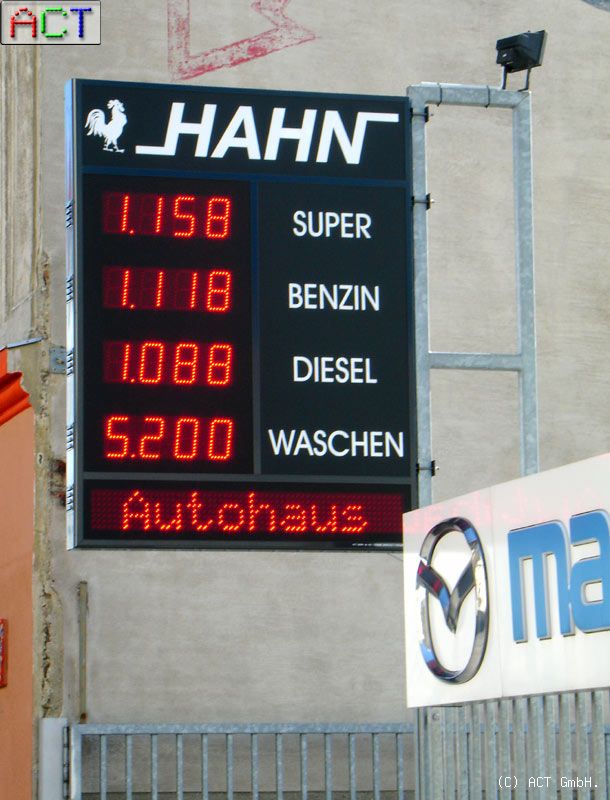 ACT
HAHN
1.158 SUPER
1.118 BENZIN
1.088 DIESEL
5.200 WASCHEN
Autohaus
ma
(C) ACT GmbH.